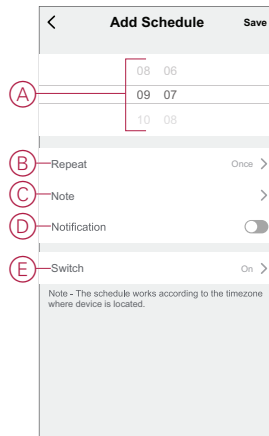 Add Schedule Save
08 06
A
09 07
10 08
B Repeat Once
C Note
D Notification
E Switch On
Note - The schedule works according to the timezone
where device is located.